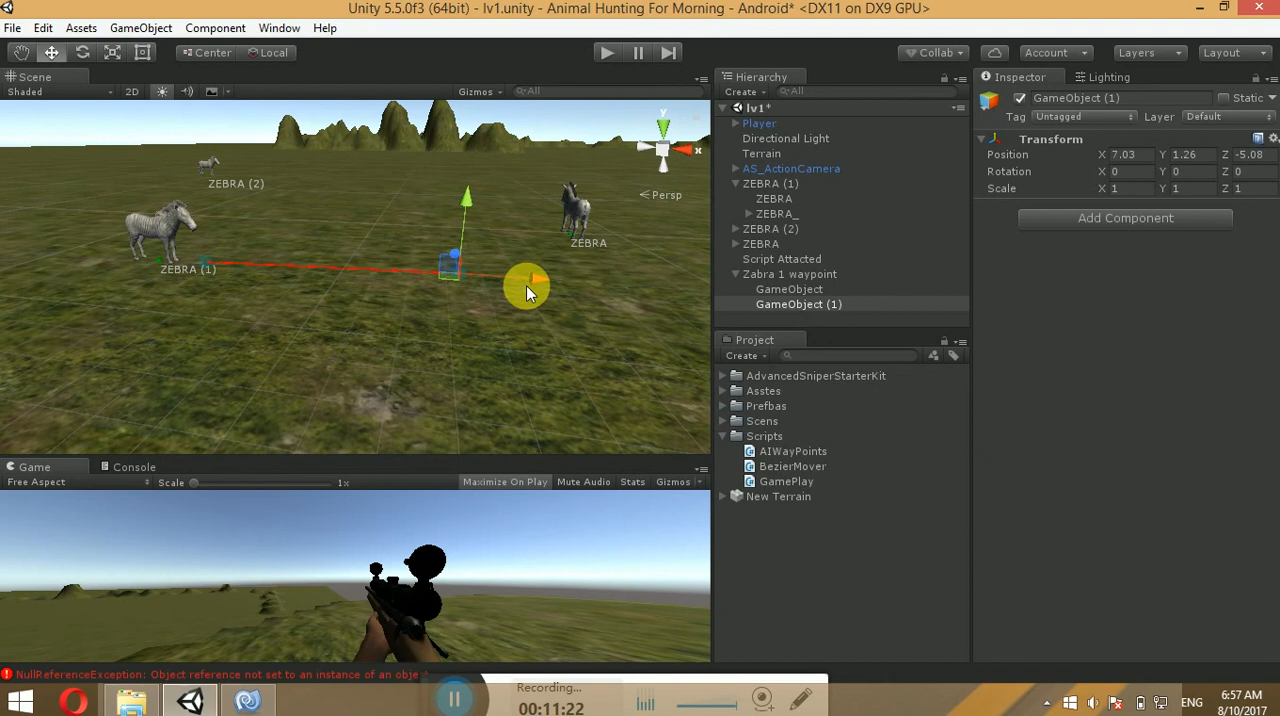 Unity 5.5.0f3 (64bit) - lv1.unity - Animal Hunting For Morning - Android* <DX11 on DX9 GPU>
File Edit Assets GameObject Component Window Help
Center Local Collab Account Layers Layout
Scene
Shaded 2D Gizmos All
y
x
Persp
ZEBRA (2)
ZEBRA
ZEBRA (1)
Hierarchy
Create All
lv1*
Player
Directional Light
Terrain
AS_ActionCamera
ZEBRA (1)
ZEBRA
ZEBRA_
ZEBRA (2)
ZEBRA
Script Attacted
Zabra 1 waypoint
GameObject
GameObject (1)
Project
Create
AdvancedSniperStarterKit
Asstes
Prefbas
Scens
Scripts
AIWayPoints
BezierMover
GamePlay
New Terrain
Inspector Lighting
GameObject (1) Static
Tag Untagged Layer Default
Transform
Position X 7.03 Y 1.26 Z -5.08
Rotation X 0 Y 0 Z 0
Scale X 1 Y 1 Z 1
Add Component
Game Console
Free Aspect Scale 1x Maximize On Play Mute Audio Stats Gizmos
NullReferenceException: Object reference not set to an instance of an obje
Recording...
00:11:22
ENG
6:57 AM
8/10/2017